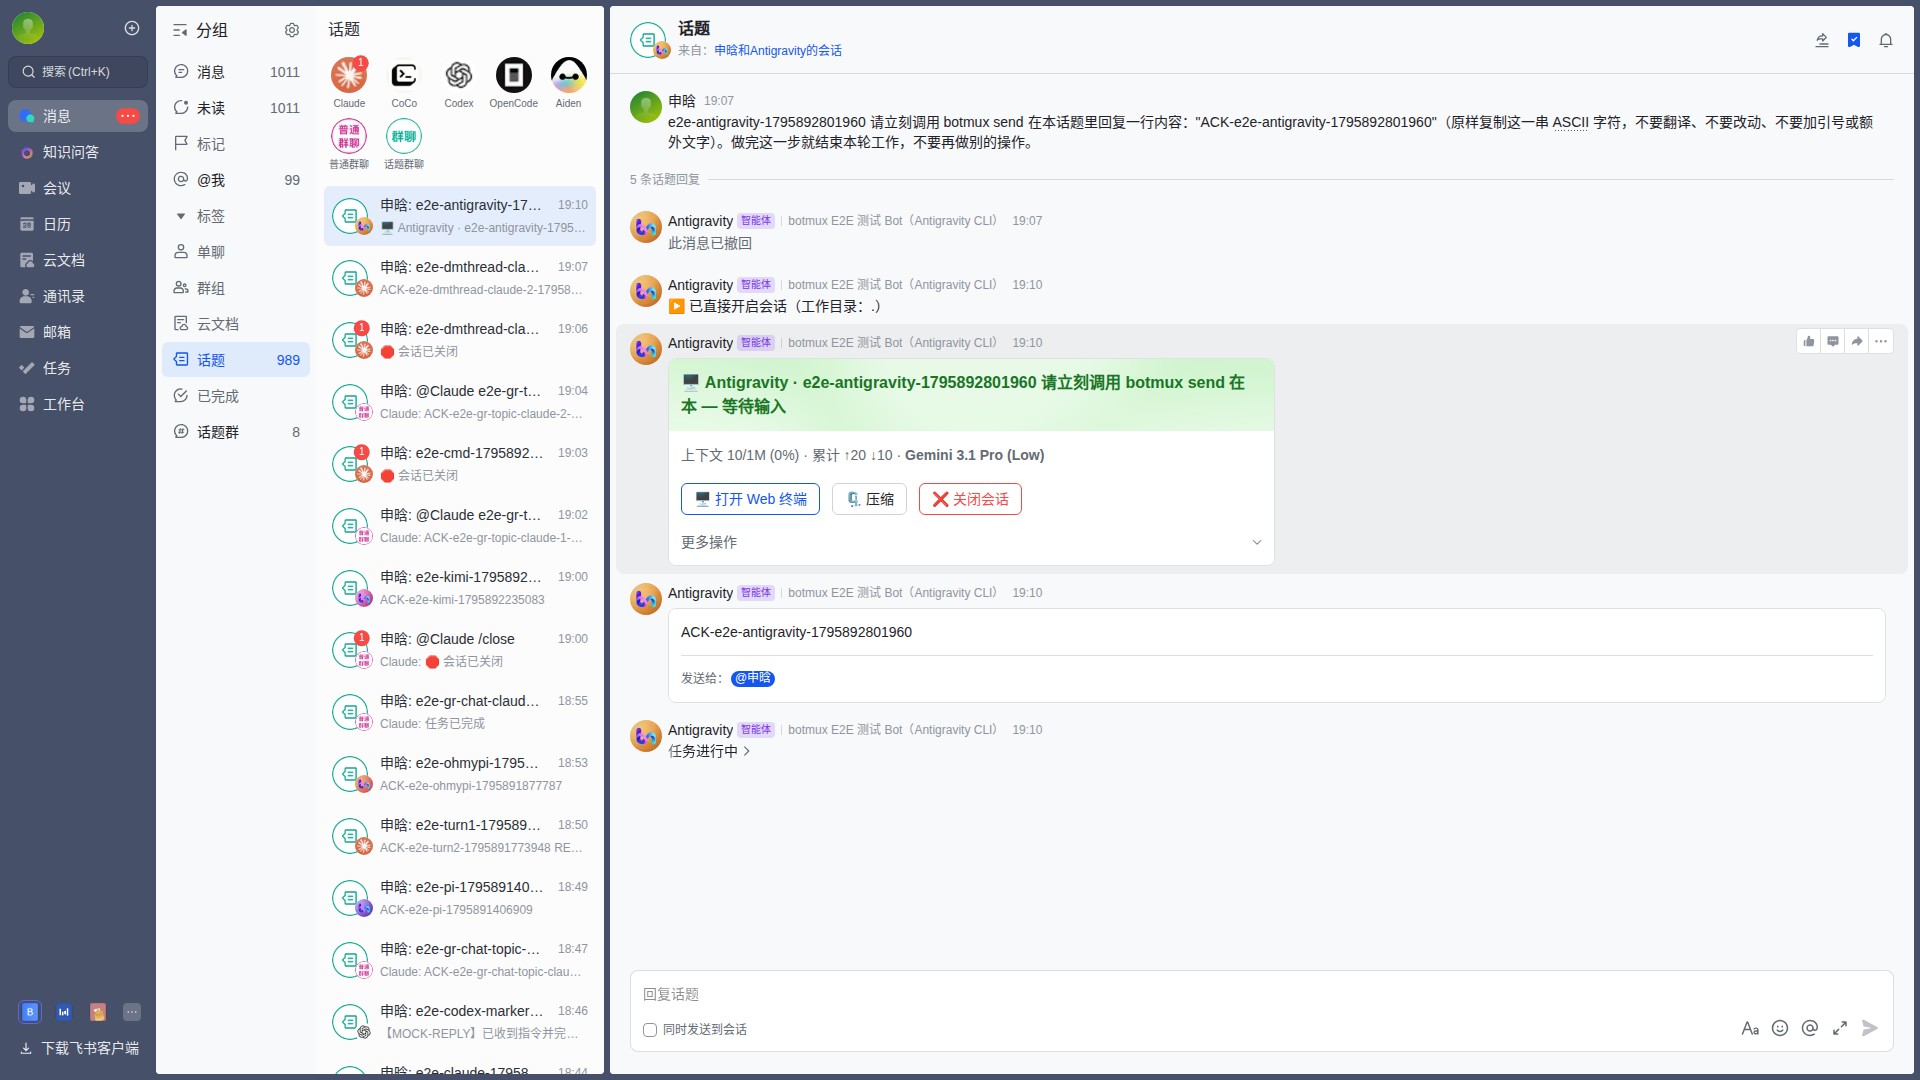 搜索 (Ctrl+K)
消息
知识问答
会议
日历
云文档
通讯录
邮箱
任务
工作台
下载飞书客户端
分组
消息 1011
未读 1011
标记
@我 99
标签
单聊
群组
云文档
话题 989
已完成
话题群 8
话题
1
Claude
CoCo
Codex
OpenCode
Aiden
普通
群聊
普通群聊
群聊
话题群聊
申晗: e2e-antigravity-17... 19:10
Antigravity · e2e-antigravity-1795...
申晗: e2e-dmthread-cla... 19:07
ACK-e2e-dmthread-claude-2-17958...
1
申晗: e2e-dmthread-cla... 19:06
会话已关闭
申晗: @Claude e2e-gr-t... 19:04
Claude: ACK-e2e-gr-topic-claude-2-...
1
申晗: e2e-cmd-1795892... 19:03
会话已关闭
申晗: @Claude e2e-gr-t... 19:02
Claude: ACK-e2e-gr-topic-claude-1-...
申晗: e2e-kimi-1795892... 19:00
ACK-e2e-kimi-1795892235083
1
申晗: @Claude /close 19:00
Claude: 会话已关闭
申晗: e2e-gr-chat-claud... 18:55
Claude: 任务已完成
申晗: e2e-ohmypi-1795... 18:53
ACK-e2e-ohmypi-1795891877787
申晗: e2e-turn1-179589... 18:50
ACK-e2e-turn2-1795891773948 RE...
申晗: e2e-pi-179589140... 18:49
ACK-e2e-pi-1795891406909
申晗: e2e-gr-chat-topic-... 18:47
Claude: ACK-e2e-gr-chat-topic-clau...
申晗: e2e-codex-marker... 18:46
【MOCK-REPLY】已收到指令并完...
申晗: e2e-claude-17958... 18:44
话题
来自: 申晗和Antigravity的会话
申晗 19:07
e2e-antigravity-1795892801960 请立刻调用 botmux send 在本话题里回复一行内容："ACK-e2e-antigravity-1795892801960"（原样复制这一串 ASCII 字符，不要翻译、不要改动、不要加引号或额
外文字）。做完这一步就结束本轮工作，不要再做别的操作。
5 条话题回复
Antigravity 智能体 botmux E2E 测试 Bot（Antigravity CLI） 19:07
此消息已撤回
Antigravity 智能体 botmux E2E 测试 Bot（Antigravity CLI） 19:10
已直接开启会话（工作目录：.）
Antigravity 智能体 botmux E2E 测试 Bot（Antigravity CLI） 19:10
Antigravity · e2e-antigravity-1795892801960 请立刻调用 botmux send 在
本 — 等待输入
上下文 10/1M (0%) · 累计 ↑20 ↓10 · Gemini 3.1 Pro (Low)
打开 Web 终端
压缩
关闭会话
更多操作
Antigravity 智能体 botmux E2E 测试 Bot（Antigravity CLI） 19:10
ACK-e2e-antigravity-1795892801960
发送给： @申晗
Antigravity 智能体 botmux E2E 测试 Bot（Antigravity CLI） 19:10
任务进行中
回复话题
同时发送到会话